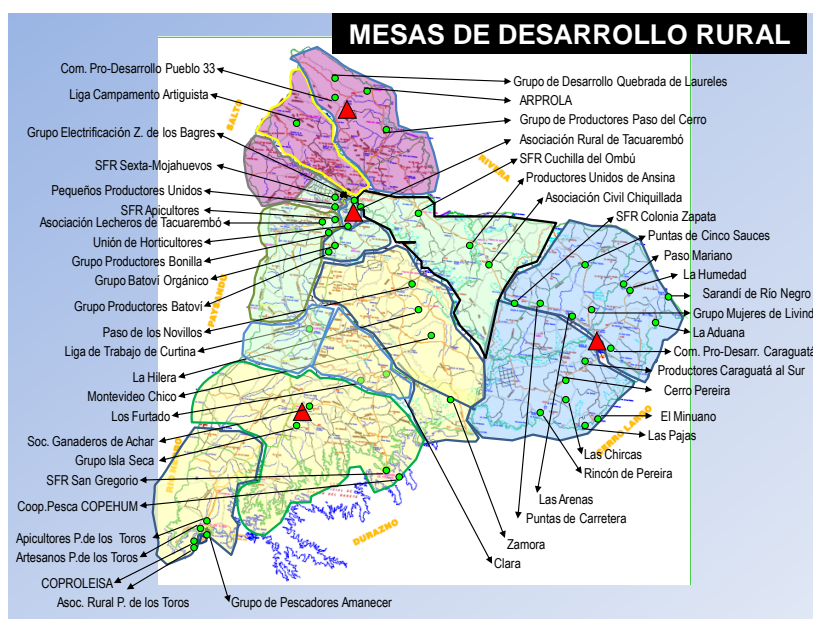 MESAS DE DESARROLLO RURAL
Com. Pro-Desarrollo Pueblo 33
Liga Campamento Artiguista
Grupo Electrificación Z. de los Bagres
SFR Sexta-Mojahuevos
Pequeños Productores Unidos
SFR Apicultores
Asociación Lecheros de Tacuarembó
Unión de Horticultores
Grupo Productores Bonilla
Grupo Batoví Orgánico
Grupo Productores Batoví
Paso de los Novillos
Liga de Trabajo de Curtina
La Hilera
Montevideo Chico
Los Furtado
Soc. Ganaderos de Achar
Grupo Isla Seca
SFR San Gregorio
Coop.Pesca COPEHUM
Apicultores P.de los Toros
Artesanos P.de los Toros
COPROLEISA
Asoc. Rural P. de los Toros
Grupo de Pescadores Amanecer
Grupo de Desarrollo Quebrada de Laureles
ARPROLA
Grupo de Productores Paso del Cerro
Asociación Rural de Tacuarembó
SFR Cuchilla del Ombú
Productores Unidos de Ansina
Asociación Civil Chiquillada
SFR Colonia Zapata
Puntas de Cinco Sauces
Paso Mariano
La Humedad
Sarandí de Río Negro
Grupo Mujeres de Livind
La Aduana
Com. Pro-Desarr. Caraguatá
Productores Caraguatá al Sur
Cerro Pereira
El Minuano
Las Pajas
Las Chircas
Rincón de Pereira
Las Arenas
Puntas de Carretera
Zamora
Clara
SALTO
RIVERA
PAYSANDU
RIO NEGRO
DURAZNO
CERRO LARGO